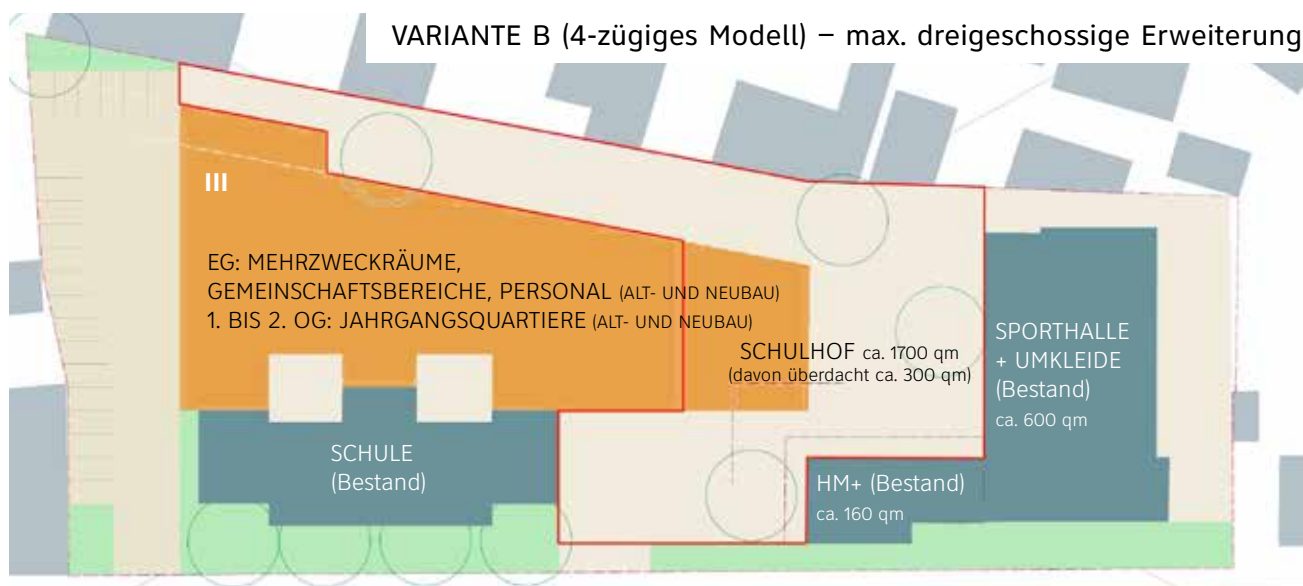 VARIANTE B (4-zügiges Modell) – max. dreigeschossige Erweiterung
III
EG: MEHRZWECKRÄUME,
GEMEINSCHAFTSBEREICHE, PERSONAL (ALT- UND NEUBAU)
1. BIS 2. OG: JAHRGANGSQUARTIERE (ALT- UND NEUBAU)
SCHULHOF ca. 1700 qm
(davon überdacht ca. 300 qm)
SPORTHALLE
+ UMKLEIDE
(Bestand)
ca. 600 qm
SCHULE
(Bestand)
HM+ (Bestand)
ca. 160 qm